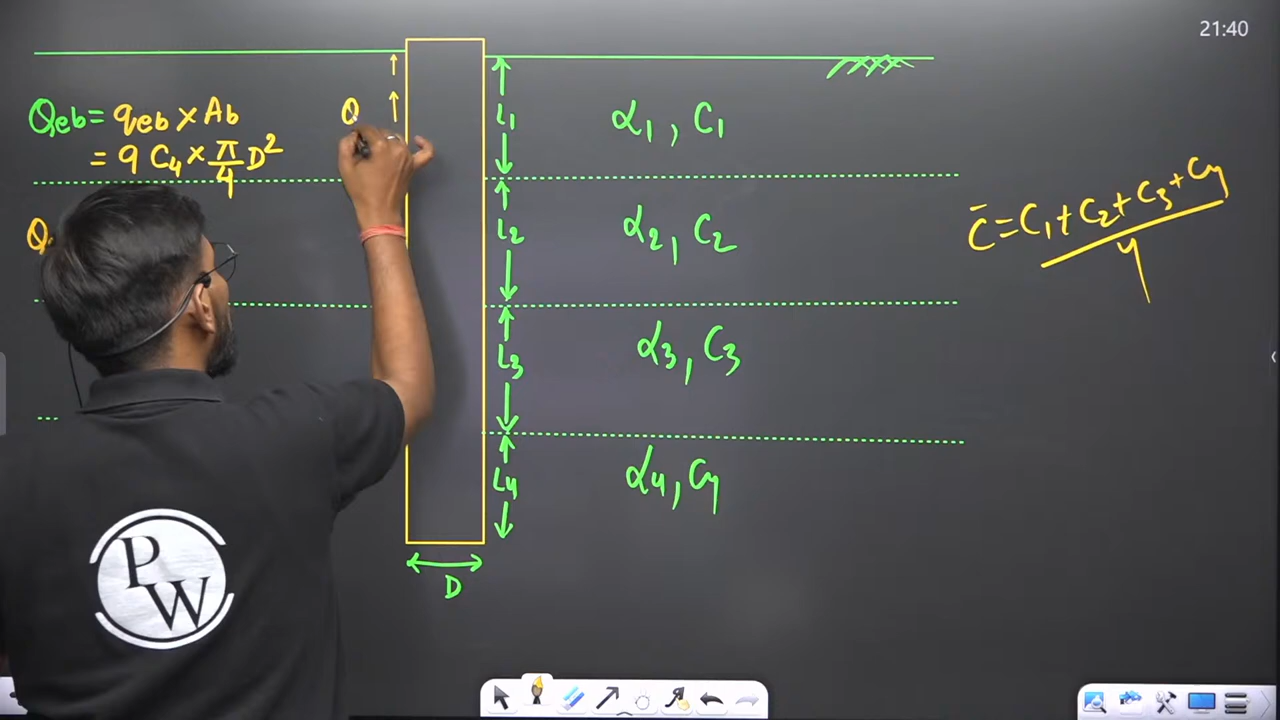 21:40
Qeb = qeb × Ab
= 9 C4 × π/4 D²
Q
Q
L1
α1, C1
L2
α2, C2
L3
α3, C3
L4
α4, C4
C̄ = C1 + C2 + C3 + C4 / 4
D
PW